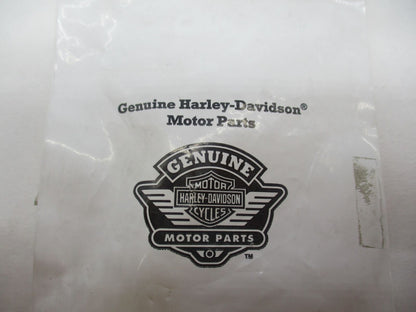 Genuine Harley-Davidson®
Motor Parts
GENUINE
MOTOR
HARLEY-DAVIDSON
CYCLES
MOTOR PARTS
™